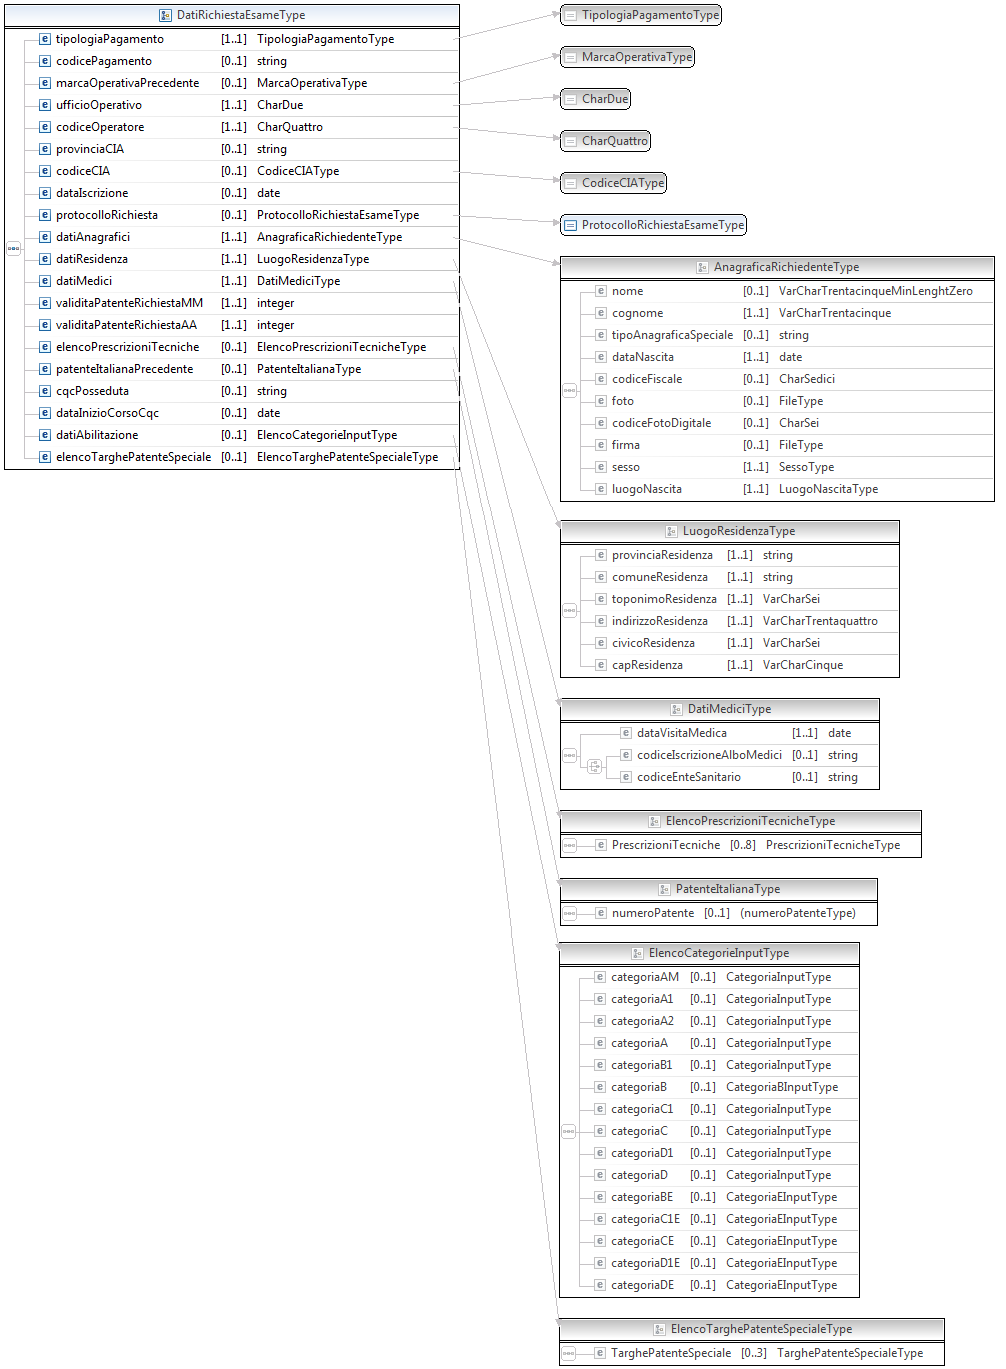 DatiRichiestaEsameType
tipologiaPagamento [1..1] TipologiaPagamentoType
codicePagamento [0..1] string
marcaOperativaPrecedente [0..1] MarcaOperativaType
ufficioOperativo [1..1] CharDue
codiceOperatore [1..1] CharQuattro
provinciaCIA [0..1] string
codiceCIA [0..1] CodiceCIAType
dataIscrizione [0..1] date
protocolloRichiesta [0..1] ProtocolloRichiestaEsameType
datiAnagrafici [1..1] AnagraficaRichiedenteType
datiResidenza [1..1] LuogoResidenzaType
datiMedici [1..1] DatiMediciType
validitaPatenteRichiestaMM [1..1] integer
validitaPatenteRichiestaAA [1..1] integer
elencoPrescrizioniTecniche [0..1] ElencoPrescrizioniTecnicheType
patenteItalianaPrecedente [0..1] PatenteItalianaType
cqcPosseduta [0..1] string
dataInizioCorsoCqc [0..1] date
datiAbilitazione [0..1] ElencoCategorieInputType
elencoTarghePatenteSpeciale [0..1] ElencoTarghePatenteSpecialeType
TipologiaPagamentoType
MarcaOperativaType
CharDue
CharQuattro
CodiceCIAType
ProtocolloRichiestaEsameType
AnagraficaRichiedenteType
nome [0..1] VarCharTrentacinqueMinLenghtZero
cognome [1..1] VarCharTrentacinque
tipoAnagraficaSpeciale [0..1] string
dataNascita [1..1] date
codiceFiscale [0..1] CharSedici
foto [0..1] FileType
codiceFotoDigitale [0..1] CharSei
firma [0..1] FileType
sesso [1..1] SessoType
luogoNascita [1..1] LuogoNascitaType
LuogoResidenzaType
provinciaResidenza [1..1] string
comuneResidenza [1..1] string
toponimoResidenza [1..1] VarCharSei
indirizzoResidenza [1..1] VarCharTrentaquattro
civicoResidenza [1..1] VarCharSei
capResidenza [1..1] VarCharCinque
DatiMediciType
dataVisitaMedica [1..1] date
codiceIscrizioneAlboMedici [0..1] string
codiceEnteSanitario [0..1] string
ElencoPrescrizioniTecnicheType
PrescrizioniTecniche [0..8] PrescrizioniTecnicheType
PatenteItalianaType
numeroPatente [0..1] (numeroPatenteType)
ElencoCategorieInputType
categoriaAM [0..1] CategoriaInputType
categoriaA1 [0..1] CategoriaInputType
categoriaA2 [0..1] CategoriaInputType
categoriaA [0..1] CategoriaInputType
categoriaB1 [0..1] CategoriaInputType
categoriaB [0..1] CategoriaBInputType
categoriaC1 [0..1] CategoriaInputType
categoriaC [0..1] CategoriaInputType
categoriaD1 [0..1] CategoriaInputType
categoriaD [0..1] CategoriaInputType
categoriaBE [0..1] CategoriaEInputType
categoriaC1E [0..1] CategoriaEInputType
categoriaCE [0..1] CategoriaEInputType
categoriaD1E [0..1] CategoriaEInputType
categoriaDE [0..1] CategoriaEInputType
ElencoTarghePatenteSpecialeType
TarghePatenteSpeciale [0..3] TarghePatenteSpecialeType